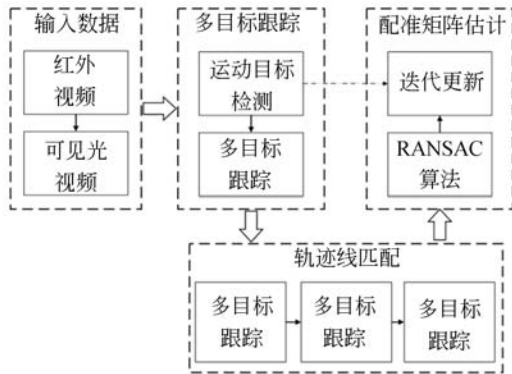 输入数据
红外
视频
可见光
视频
多目标跟踪
运动目标
检测
多目标
跟踪
配准矩阵估计
迭代更新
RANSAC
算法
轨迹线匹配
多目标
跟踪
多目标
跟踪
多目标
跟踪